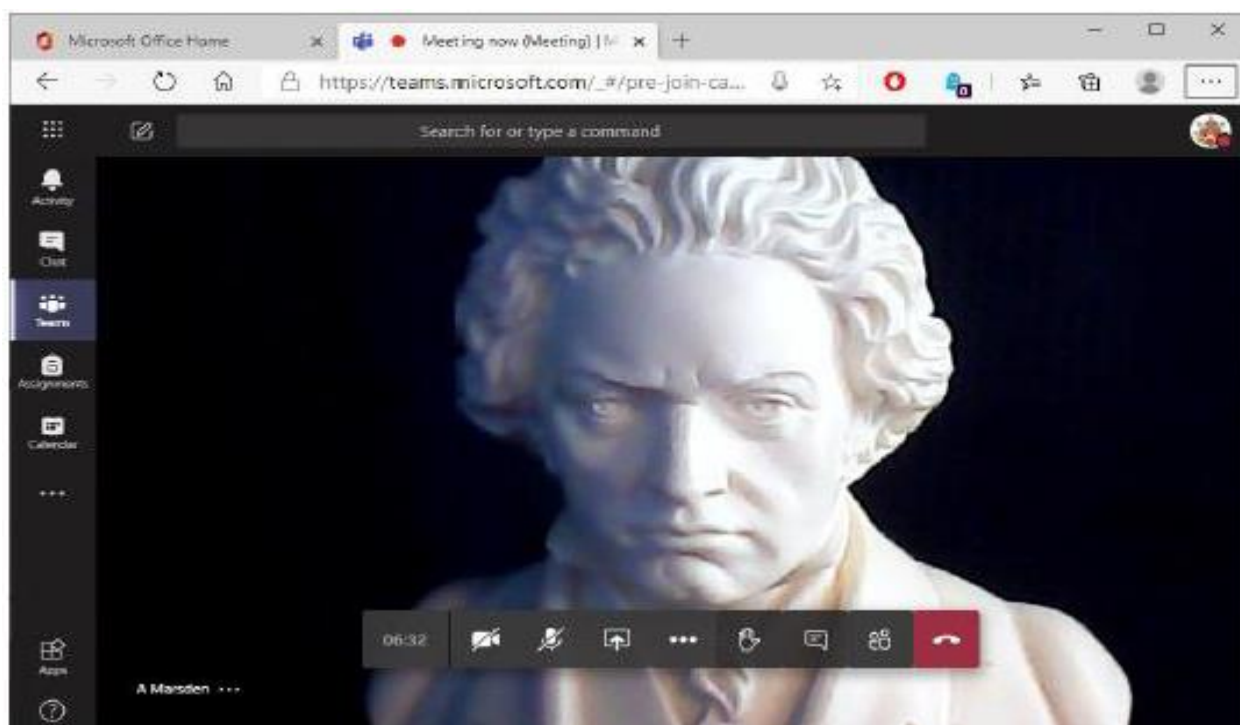 Microsoft Office Home
Meeting now (Meeting) | M
https://teams.microsoft.com/_#/pre-join-ca...
0
Search for or type a command
Activity
Chat
Teams
Assignments
Calendar
06:32
Apps
A Marsden ...